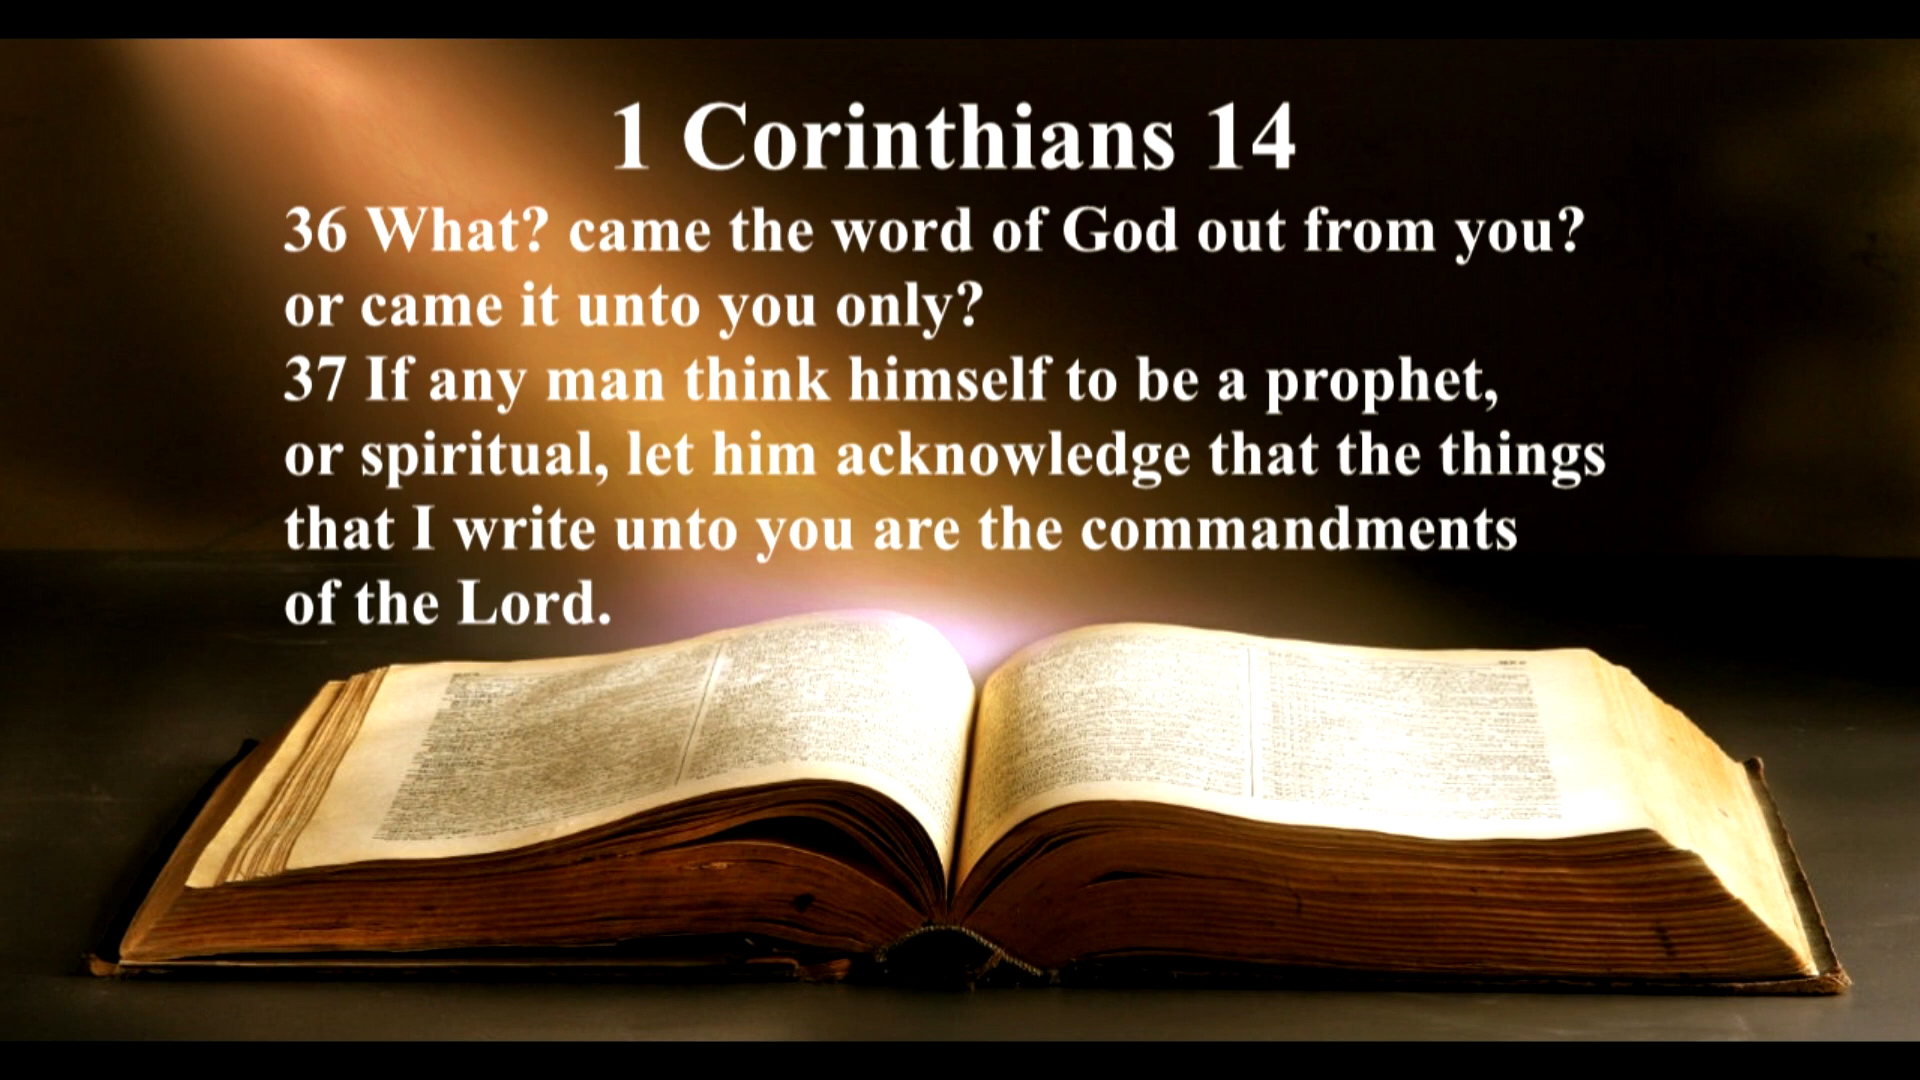 1 Corinthians 14
36 What? came the word of God out from you?
or came it unto you only?
37 If any man think himself to be a prophet,
or spiritual, let him acknowledge that the things
that I write unto you are the commandments
of the Lord.